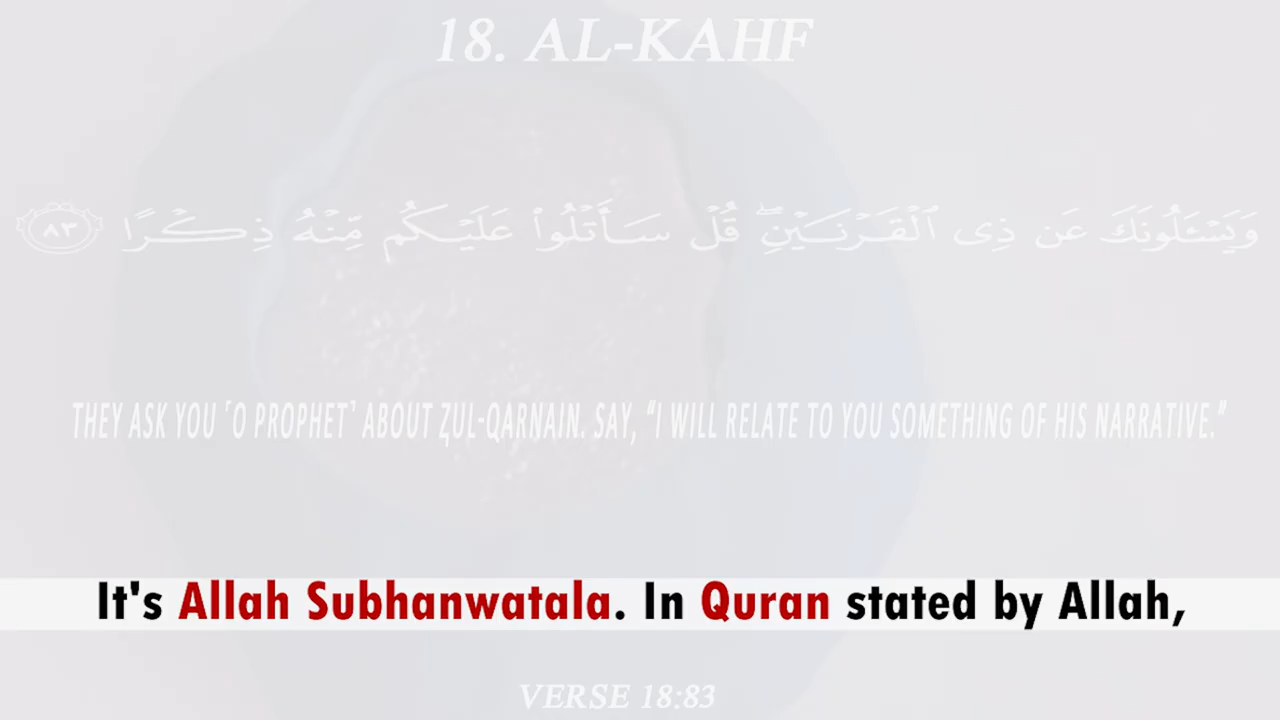 18. AL-KAHF
وَيَسْـَٔلُونَكَ عَن ذِى ٱلْقَرْنَيْنِ ۖ قُلْ سَأَتْلُوا۟ عَلَيْكُم مِّنْهُ ذِكْرًا ٨٣
THEY ASK YOU ˹O PROPHET˺ ABOUT ⱫUL-QARNAIN. SAY, “I WILL RELATE TO YOU SOMETHING OF HIS NARRATIVE.”
It's Allah Subhanwatala. In Quran stated by Allah,
VERSE 18:83